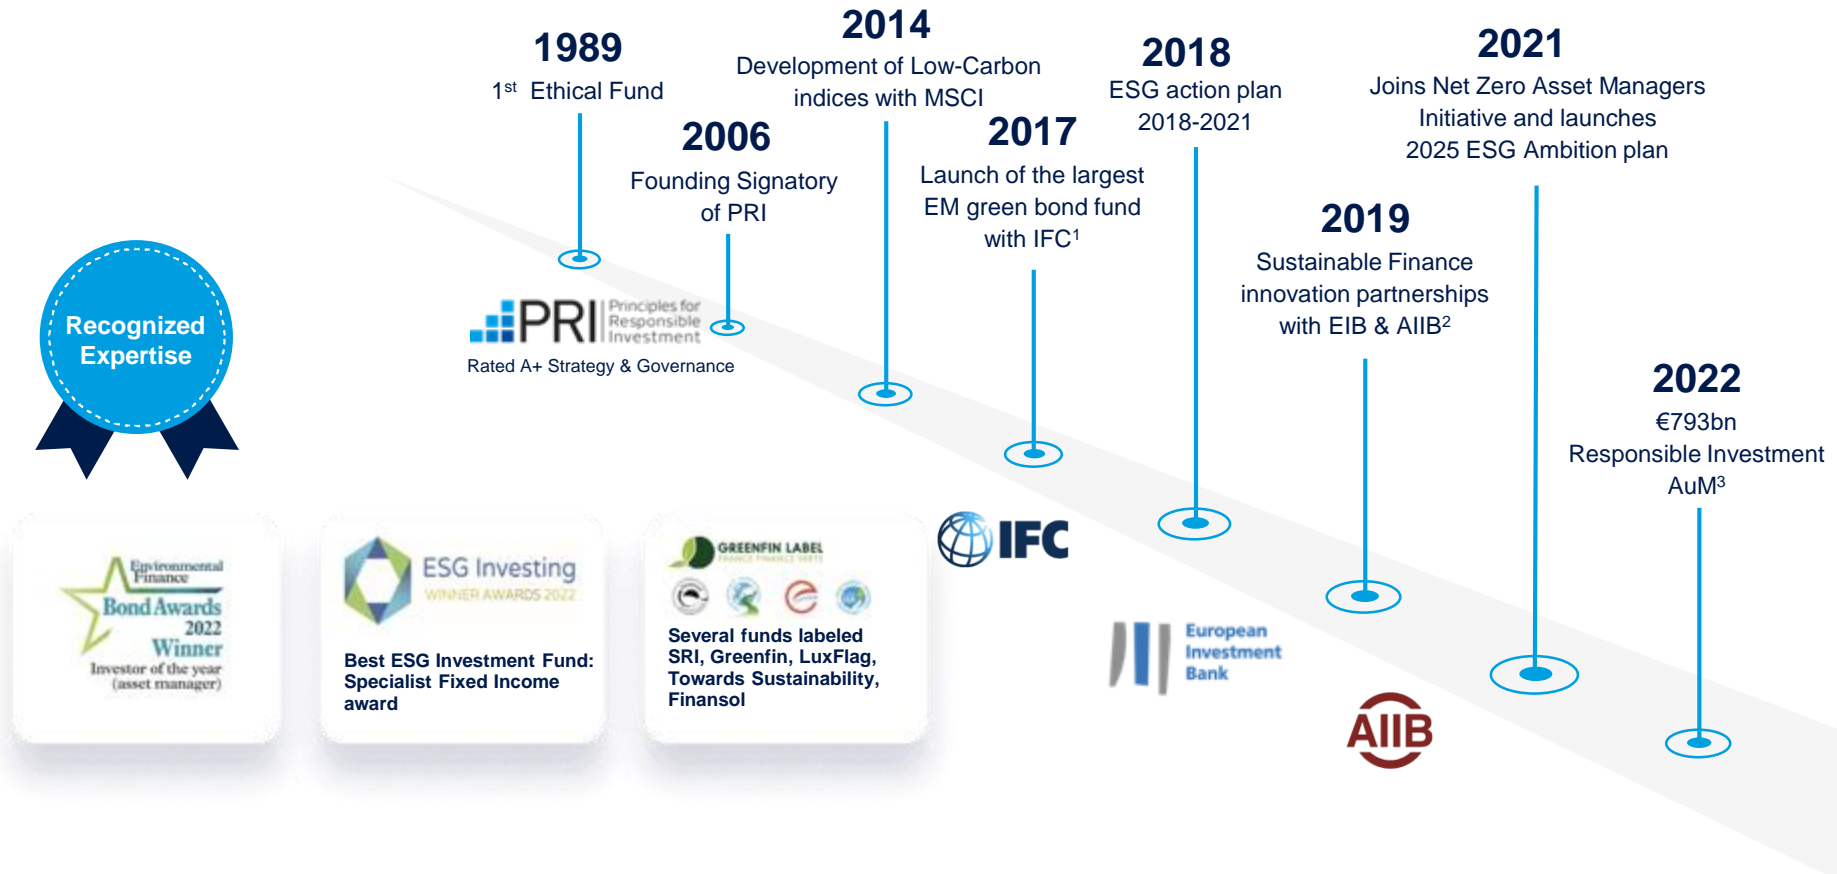 1989
1st Ethical Fund
2006
Founding Signatory
of PRI
PRI Principles for
Responsible
Investment
Rated A+ Strategy & Governance
2014
Development of Low-Carbon
indices with MSCI
2017
Launch of the largest
EM green bond fund
with IFC1
IFC
2018
ESG action plan
2018-2021
2019
Sustainable Finance
innovation partnerships
with EIB & AIIB2
European
Investment
Bank
AIIB
2021
Joins Net Zero Asset Managers
Initiative and launches
2025 ESG Ambition plan
2022
€793bn
Responsible Investment
AuM3
Recognized
Expertise
Environmental
Finance
Bond Awards
2022
Winner
Investor of the year
(asset manager)
ESG Investing
WINNER AWARDS 2022
Best ESG Investment Fund:
Specialist Fixed Income
award
GREENFIN LABEL
FRANCE FINANCE VERTE
Several funds labeled
SRI, Greenfin, LuxFlag,
Towards Sustainability,
Finansol